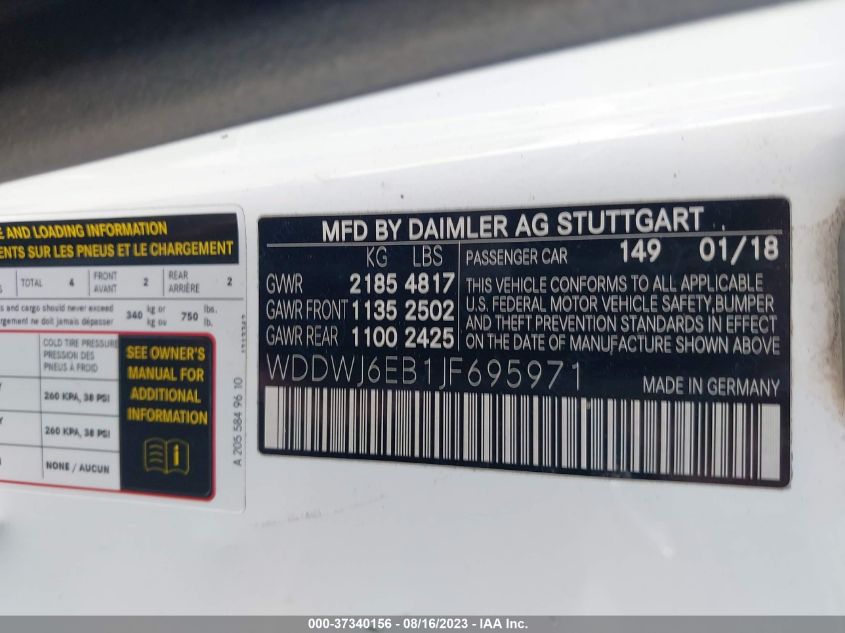 E AND LOADING INFORMATION
ENTS SUR LES PNEUS ET LE CHARGEMENT
TOTAL 4 FRONT AVANT 2 REAR ARRIÈRE 2
s and cargo should never exceed
rgement ne doit jamais dépasser
340 kg or kg ou 750 lbs. lb.
COLD TIRE PRESSURE
PRESSION DES
PNEUS À FROID
260 KPA, 38 PSI
260 KPA, 38 PSI
NONE / AUCUN
SEE OWNER'S
MANUAL FOR
ADDITIONAL
INFORMATION
A 205 584 96 10
MFD BY DAIMLER AG STUTTGART
KG LBS
GVWR 2185 4817
GAWR FRONT 1135 2502
GAWR REAR 1100 2425
PASSENGER CAR 149 01/18
THIS VEHICLE CONFORMS TO ALL APPLICABLE
U.S. FEDERAL MOTOR VEHICLE SAFETY,BUMPER
AND THEFT PREVENTION STANDARDS IN EFFECT
ON THE DATE OF MANUFACTURE SHOWN ABOVE
WDDWJ6EB1JF695971
MADE IN GERMANY
000-37340156 - 08/16/2023 - Copyright © IAA, Inc.